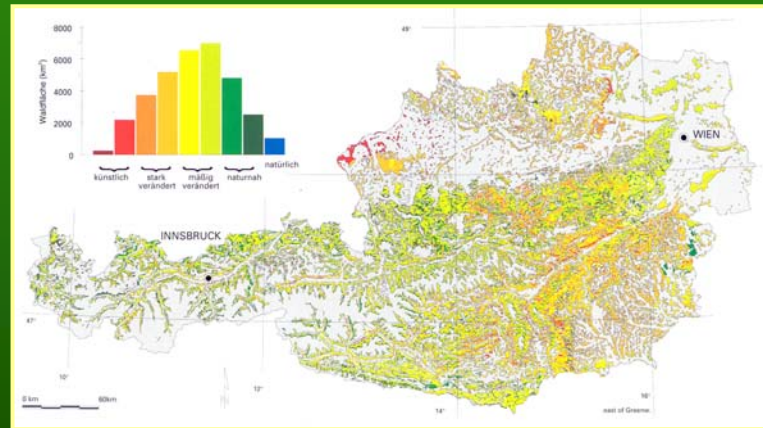 8000
6000
4000
2000
0
Waldfläche (km²)
künstlich
stark
verändert
mäßig
verändert
naturnah
natürlich
49°
WIEN
INNSBRUCK
47°
10°
12°
14°
16°
0 km
60km
east of Greenw.